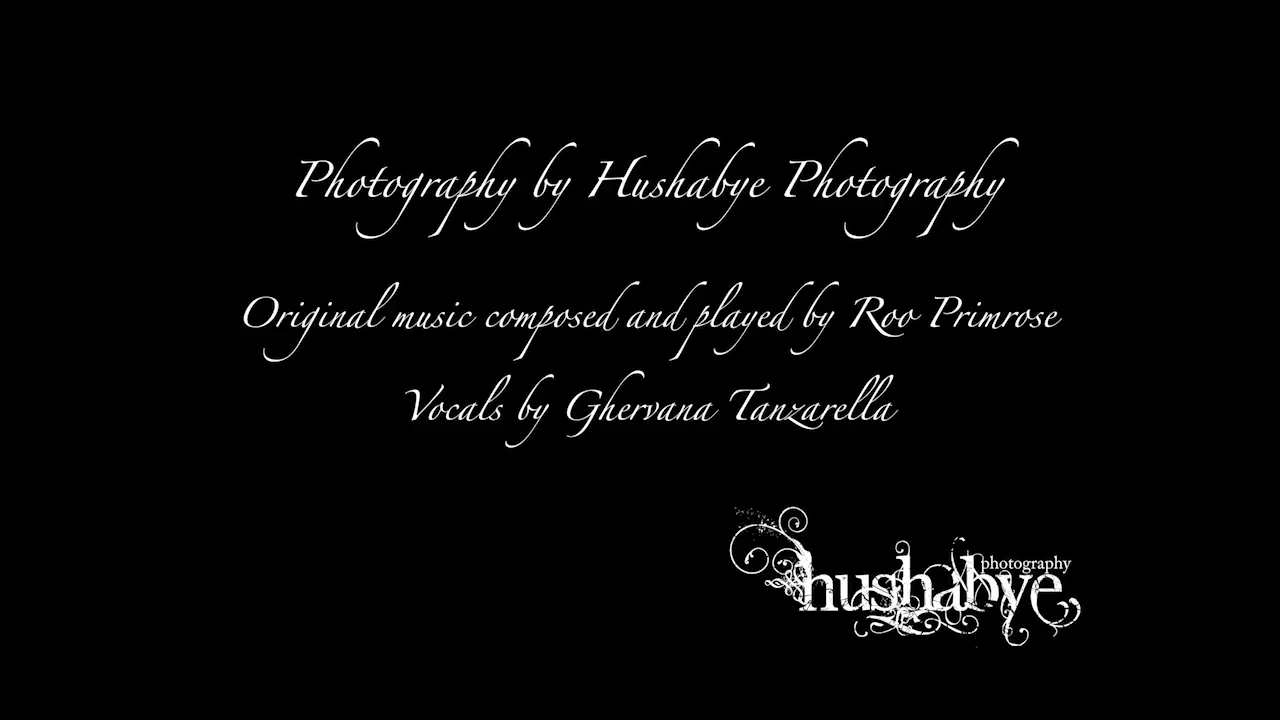 Photography by Hushabye Photography
Original music composed and played by Roo Primrose
Vocals by Ghervana Tanzarella
photography
hushabye